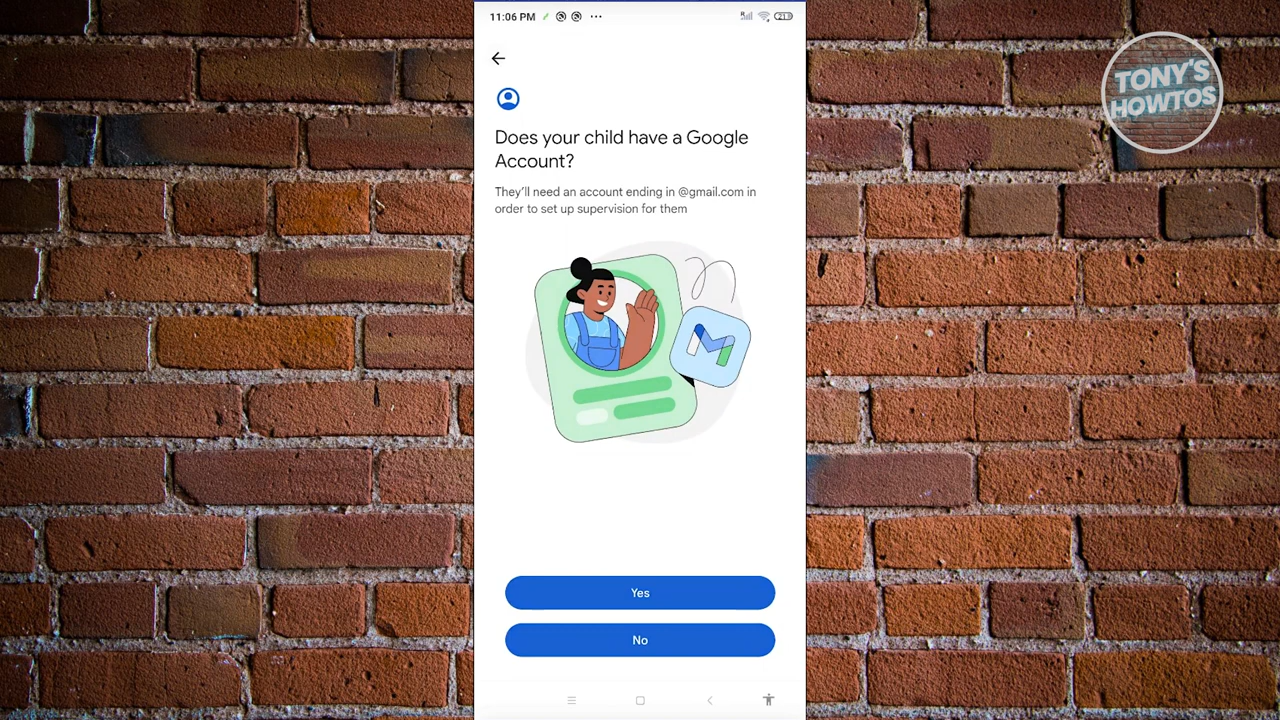 11:06 PM
21
TONY'S
HOWTOS
Does your child have a Google
Account?
They'll need an account ending in @gmail.com in
order to set up supervision for them
Yes
No